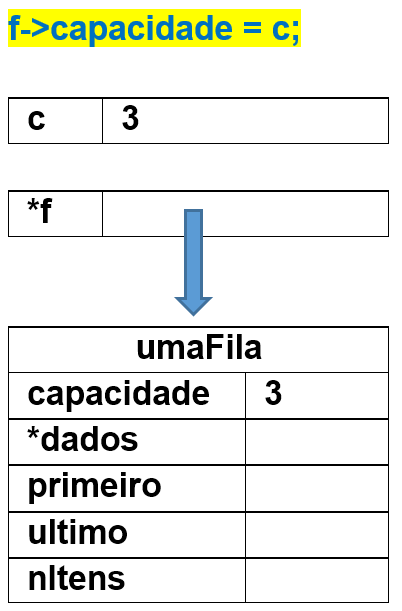 f->capacidade = c;
c 3
*f
umaFila
capacidade 3
*dados
primeiro
ultimo
nItens